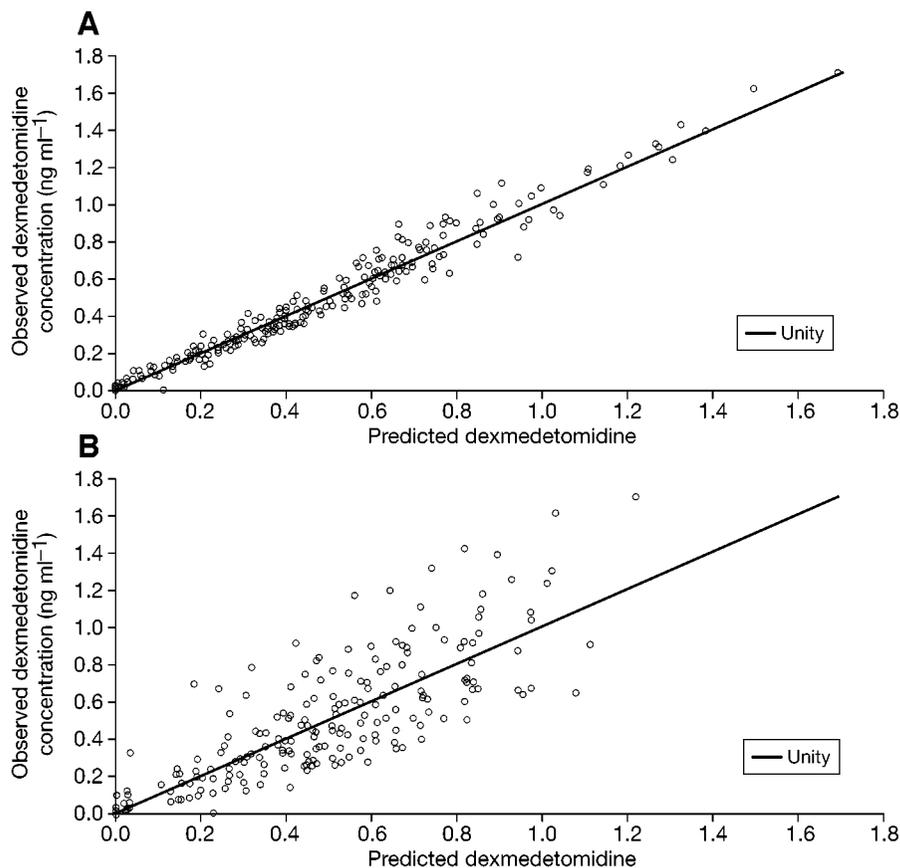 A
Observed dexmedetomidine
concentration (ng ml−1)
1.8
1.6
1.4
1.2
1.0
0.8
0.6
0.4
0.2
0.0
Unity
0.0 0.2 0.4 0.6 0.8 1.0 1.2 1.4 1.6 1.8
Predicted dexmedetomidine
B
Observed dexmedetomidine
concentration (ng ml−1)
1.8
1.6
1.4
1.2
1.0
0.8
0.6
0.4
0.2
0.0
Unity
0.0 0.2 0.4 0.6 0.8 1.0 1.2 1.4 1.6 1.8
Predicted dexmedetomidine